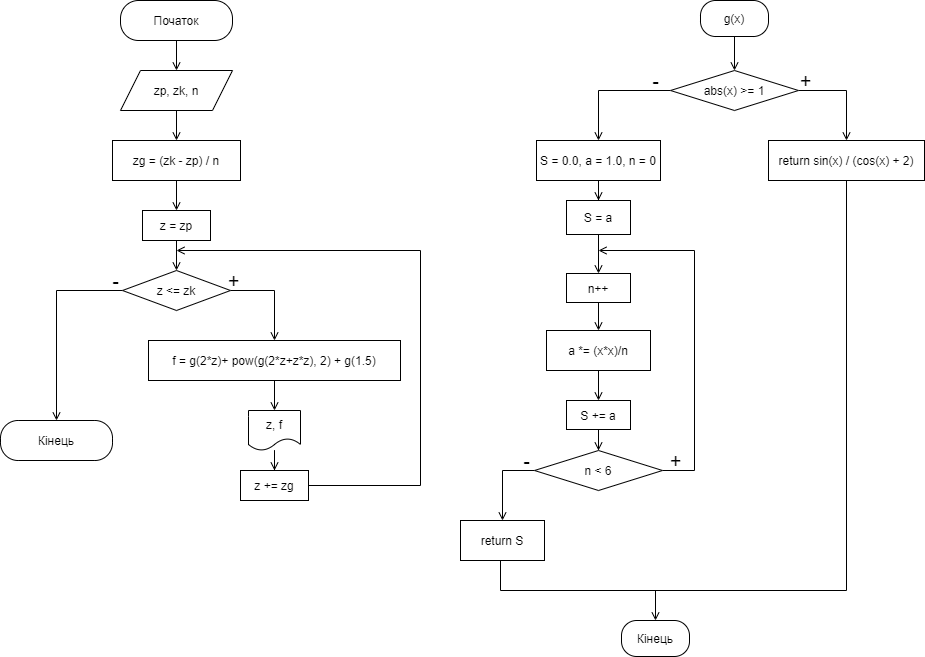 Початок
zp, zk, n
zg = (zk - zp) / n
z = zp
z <= zk
-
+
f = g(2*z)+ pow(g(2*z+z*z), 2) + g(1.5)
z, f
z += zg
Кінець
g(x)
abs(x) >= 1
-
+
S = 0.0, a = 1.0, n = 0
return sin(x) / (cos(x) + 2)
S = a
n++
a *= (x*x)/n
S += a
n < 6
-
+
return S
Кінець